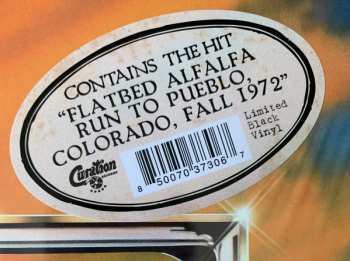 CONTAINS THE HIT
"FLATBED ALFALFA
RUN TO PUEBLO,
COLORADO, FALL 1972"
Limited
Black
Vinyl
Curation
RECORDS
8 50070 37306 7